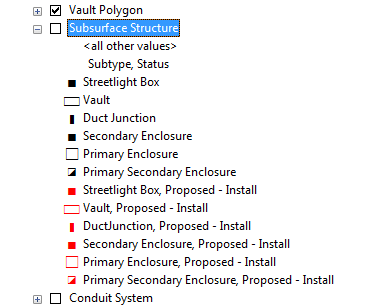 Vault Polygon
Subsurface Structure
<all other values>
Subtype, Status
Streetlight Box
Vault
Duct Junction
Secondary Enclosure
Primary Enclosure
Primary Secondary Enclosure
Streetlight Box, Proposed - Install
Vault, Proposed - Install
DuctJunction, Proposed - Install
Secondary Enclosure, Proposed - Install
Primary Enclosure, Proposed - Install
Primary Secondary Enclosure, Proposed - Install
Conduit System